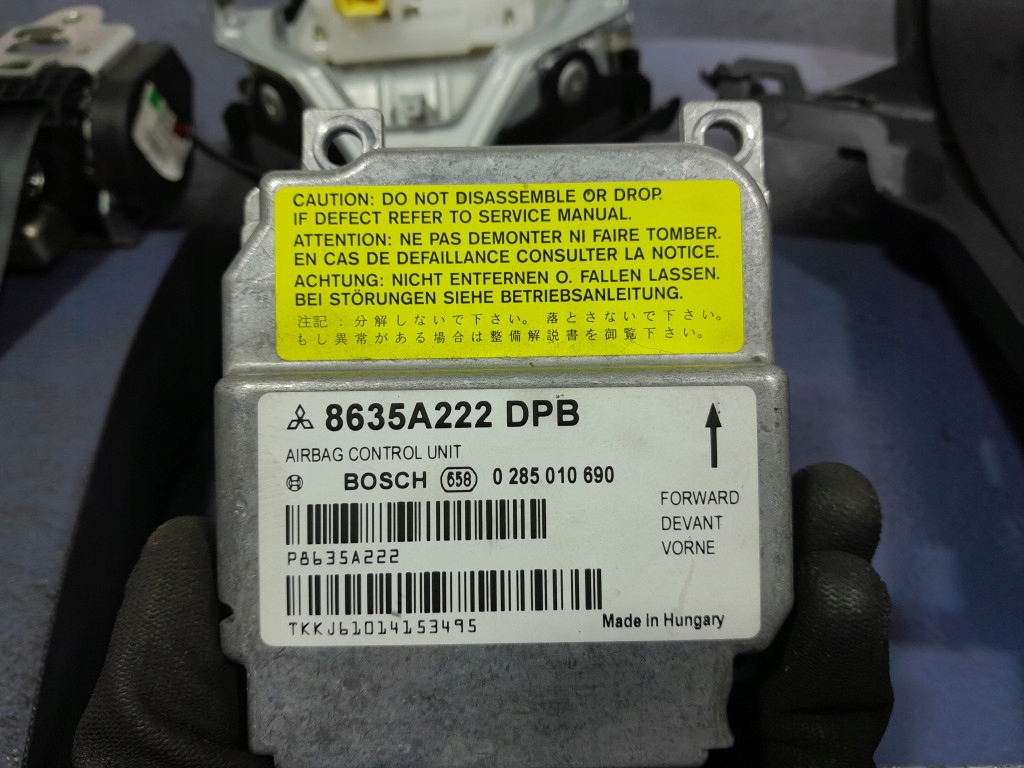 CAUTION: DO NOT DISASSEMBLE OR DROP.
IF DEFECT REFER TO SERVICE MANUAL.
ATTENTION: NE PAS DEMONTER NI FAIRE TOMBER.
EN CAS DE DEFAILLANCE CONSULTER LA NOTICE.
ACHTUNG: NICHT ENTFERNEN O. FALLEN LASSEN.
BEI STÖRUNGEN SIEHE BETRIEBSANLEITUNG.
注記：分解しないで下さい。落とさないで下さい。
もし異常がある場合は整備解説書を御覧下さい。
8635A222 DPB
AIRBAG CONTROL UNIT
BOSCH 658 0 285 010 690
FORWARD
DEVANT
VORNE
P8635A222
TKKJ61014153495
Made in Hungary